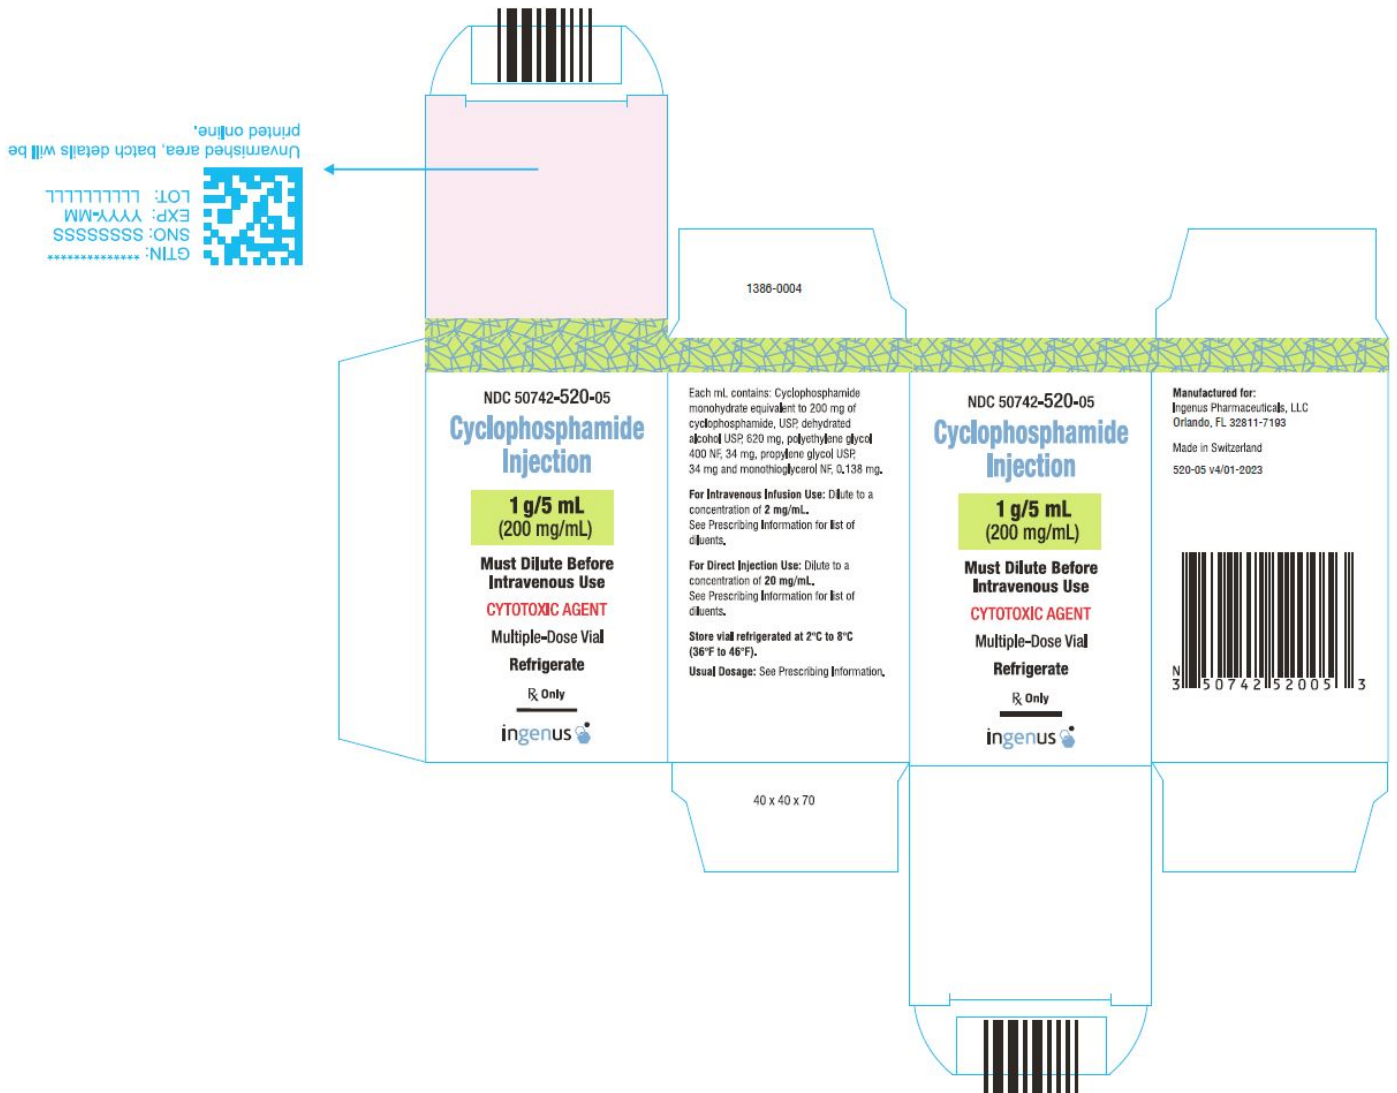 Unvarnished area, batch details will be
printed online.
GTIN: **************
SNO: SSSSSSSSS
EXP: YYYY-MM
LOT: LLLLLLLLLL
1386-0004
NDC 50742-520-05
Cyclophosphamide
Injection
1 g/5 mL
(200 mg/mL)
Must Dilute Before
Intravenous Use
CYTOTOXIC AGENT
Multiple-Dose Vial
Refrigerate
℞ Only
ingenus
Each mL contains: Cyclophosphamide
monohydrate equivalent to 200 mg of
cyclophosphamide, USP, dehydrated
alcohol USP, 620 mg, polyethylene glycol
400 NF, 34 mg, propylene glycol USP,
34 mg and monothioglycerol NF, 0.138 mg.
For Intravenous Infusion Use: Dilute to a
concentration of 2 mg/mL.
See Prescribing Information for list of
diluents.
For Direct Injection Use: Dilute to a
concentration of 20 mg/mL.
See Prescribing Information for list of
diluents.
Store vial refrigerated at 2°C to 8°C
(36°F to 46°F).
Usual Dosage: See Prescribing Information.
40 x 40 x 70
NDC 50742-520-05
Cyclophosphamide
Injection
1 g/5 mL
(200 mg/mL)
Must Dilute Before
Intravenous Use
CYTOTOXIC AGENT
Multiple-Dose Vial
Refrigerate
℞ Only
ingenus
Manufactured for:
Ingenus Pharmaceuticals, LLC
Orlando, FL 32811-7193
Made in Switzerland
520-05 v4/01-2023
N
3 50742 52005 3